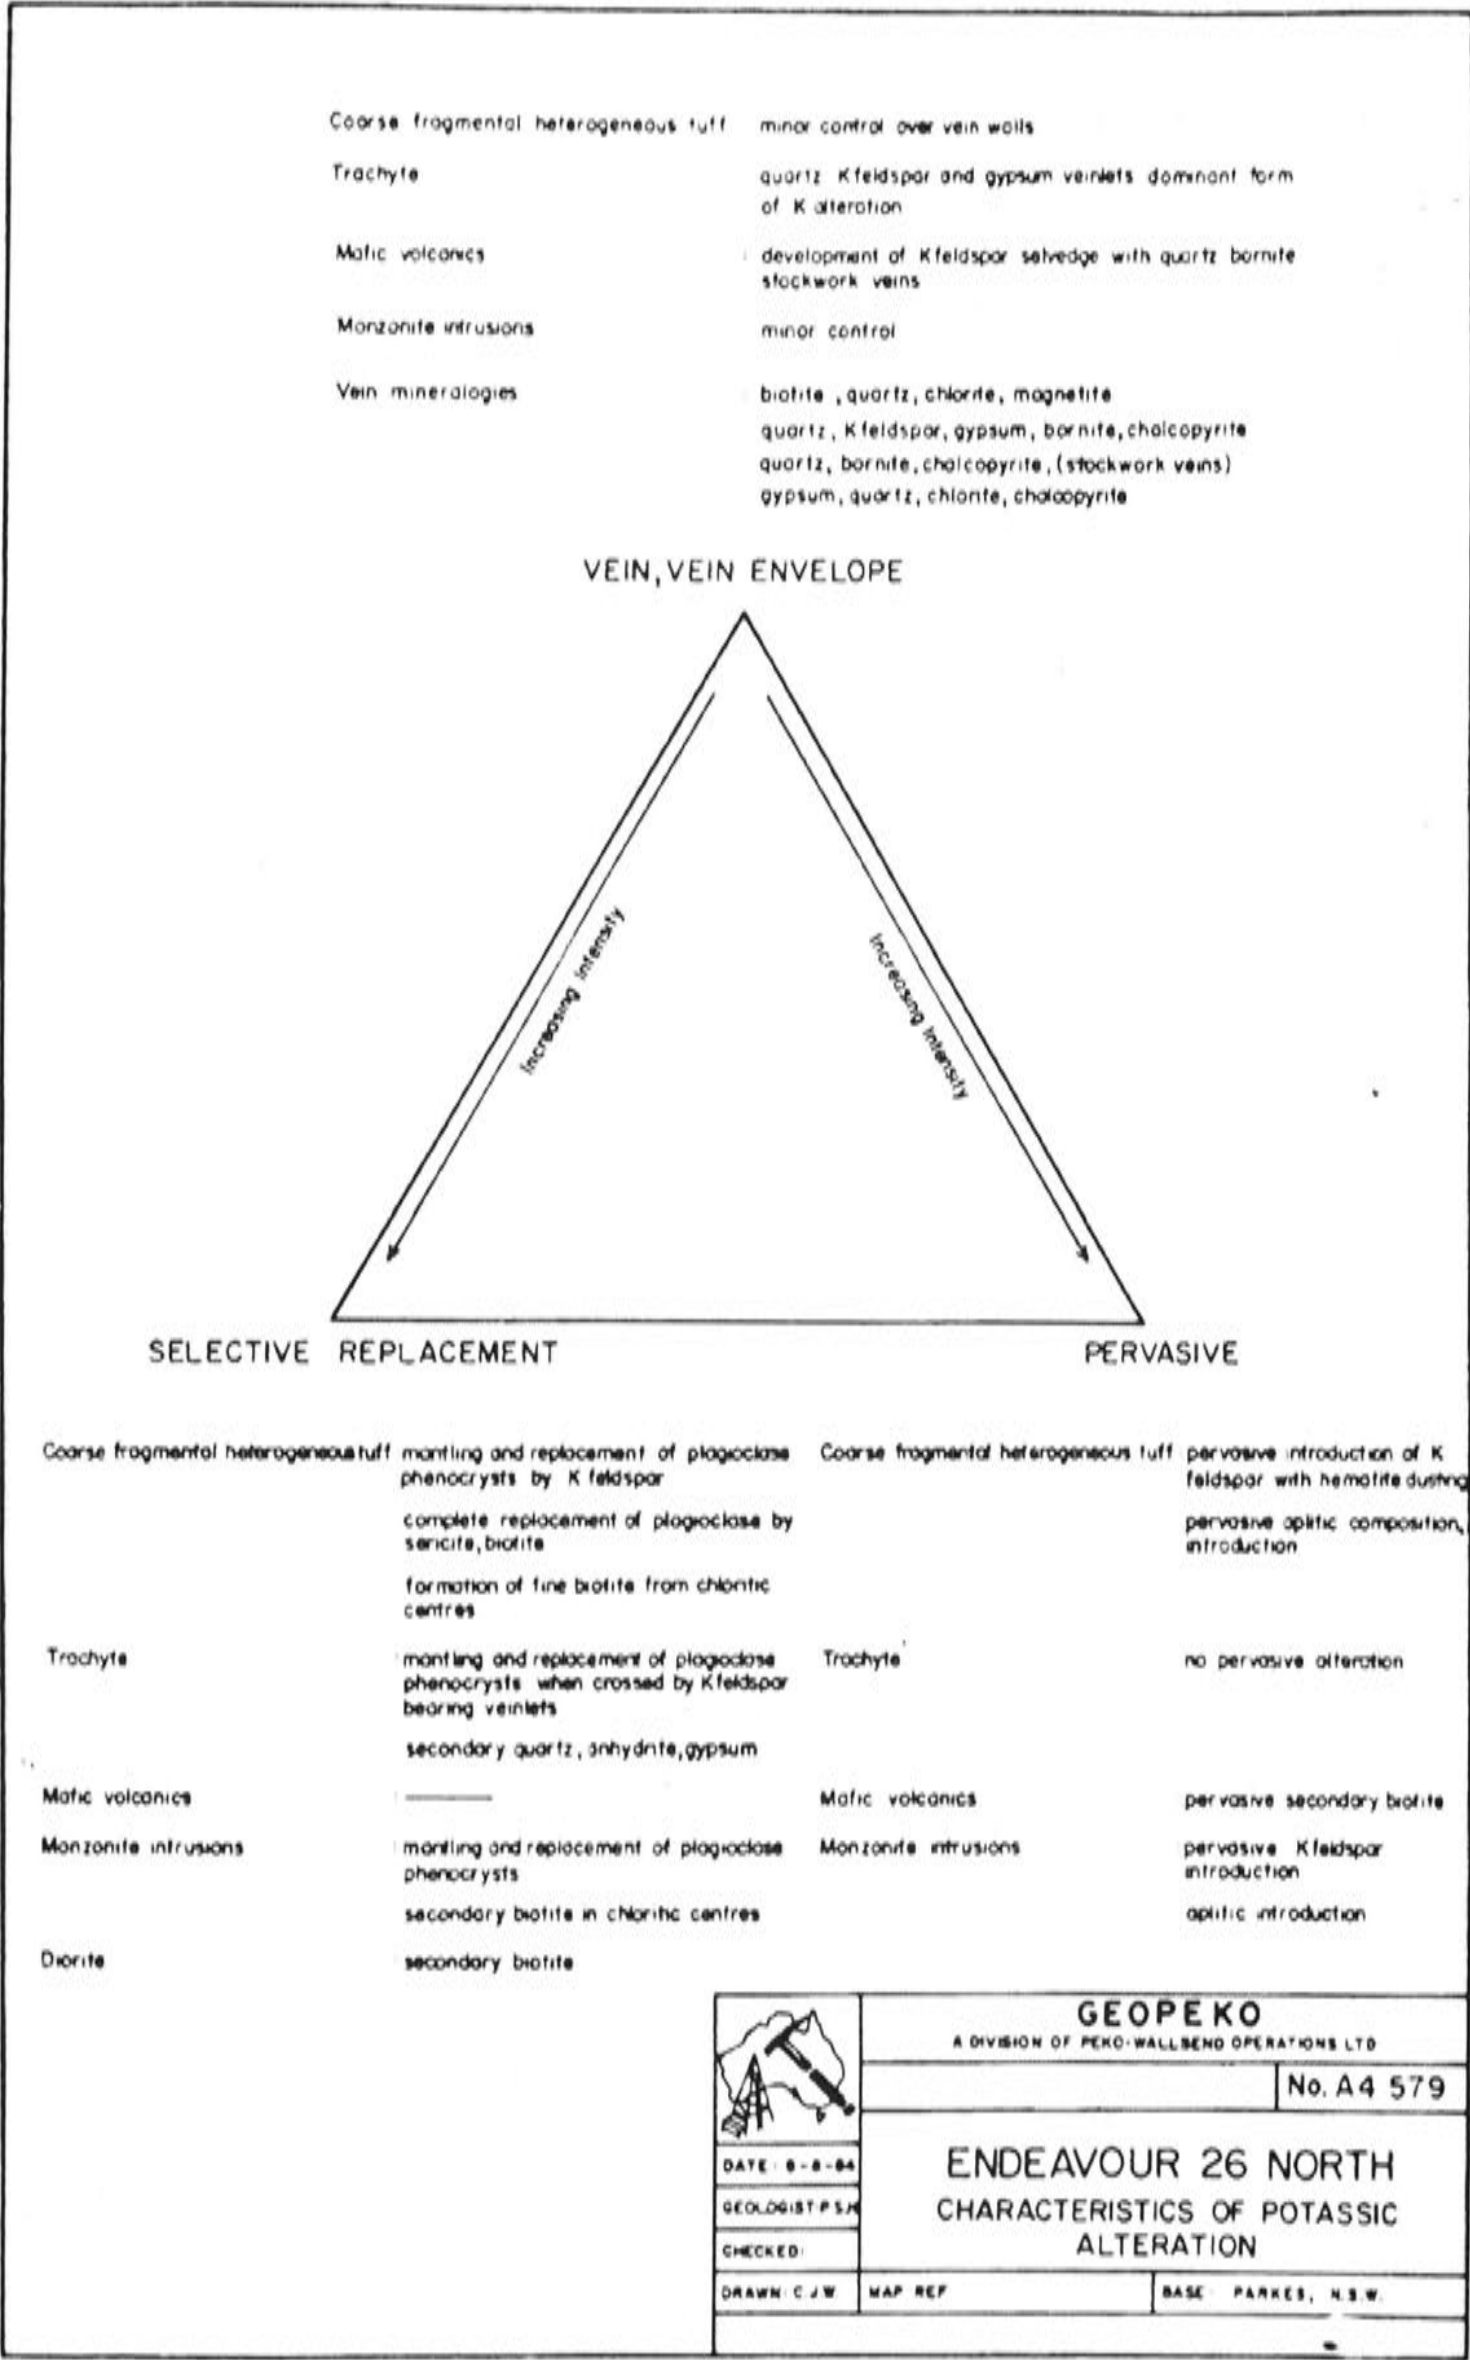 Coarse fragmental heterogeneous tuff minor control over vein walls
Trachyte quartz K feldspar and gypsum veinlets dominant form
of K alteration
Mafic volcanics development of K feldspar selvedge with quartz bornite
stockwork veins
Monzonite intrusions minor control
Vein mineralogies biotite , quartz, chlorite, magnetite
quartz, K feldspar, gypsum, bornite, chalcopyrite
quartz, bornite, chalcopyrite, (stockwork veins)
gypsum, quartz, chlorite, chalcopyrite
VEIN, VEIN ENVELOPE
Increasing intensity
Increasing intensity
SELECTIVE REPLACEMENT
PERVASIVE
Coarse fragmental heterogeneous tuff mantling and replacement of plagioclase
phenocrysts by K feldspar
complete replacement of plagioclase by
sericite, biotite
formation of fine biotite from chloritic
centres
Trachyte mantling and replacement of plagioclase
phenocrysts when crossed by K feldspar
bearing veinlets
secondary quartz, anhydrite, gypsum
Mafic volcanics
Monzonite intrusions mantling and replacement of plagioclase
phenocrysts
secondary biotite in chloritic centres
Diorite secondary biotite
Coarse fragmental heterogeneous tuff pervasive introduction of K
feldspar with hematite dusting
pervasive aplitic composition,
introduction
Trachyte no pervasive alteration
Mafic volcanics pervasive secondary biotite
Monzonite intrusions pervasive K feldspar
introduction
aplitic introduction
GEOPEKO
A DIVISION OF PEKO-WALLSEND OPERATIONS LTD
No. A4 579
ENDEAVOUR 26 NORTH
CHARACTERISTICS OF POTASSIC
ALTERATION
DATE :
GEOLOGIST P S H
CHECKED:
DRAWN: C J W
MAP REF
BASE: PARKES, N.S.W.